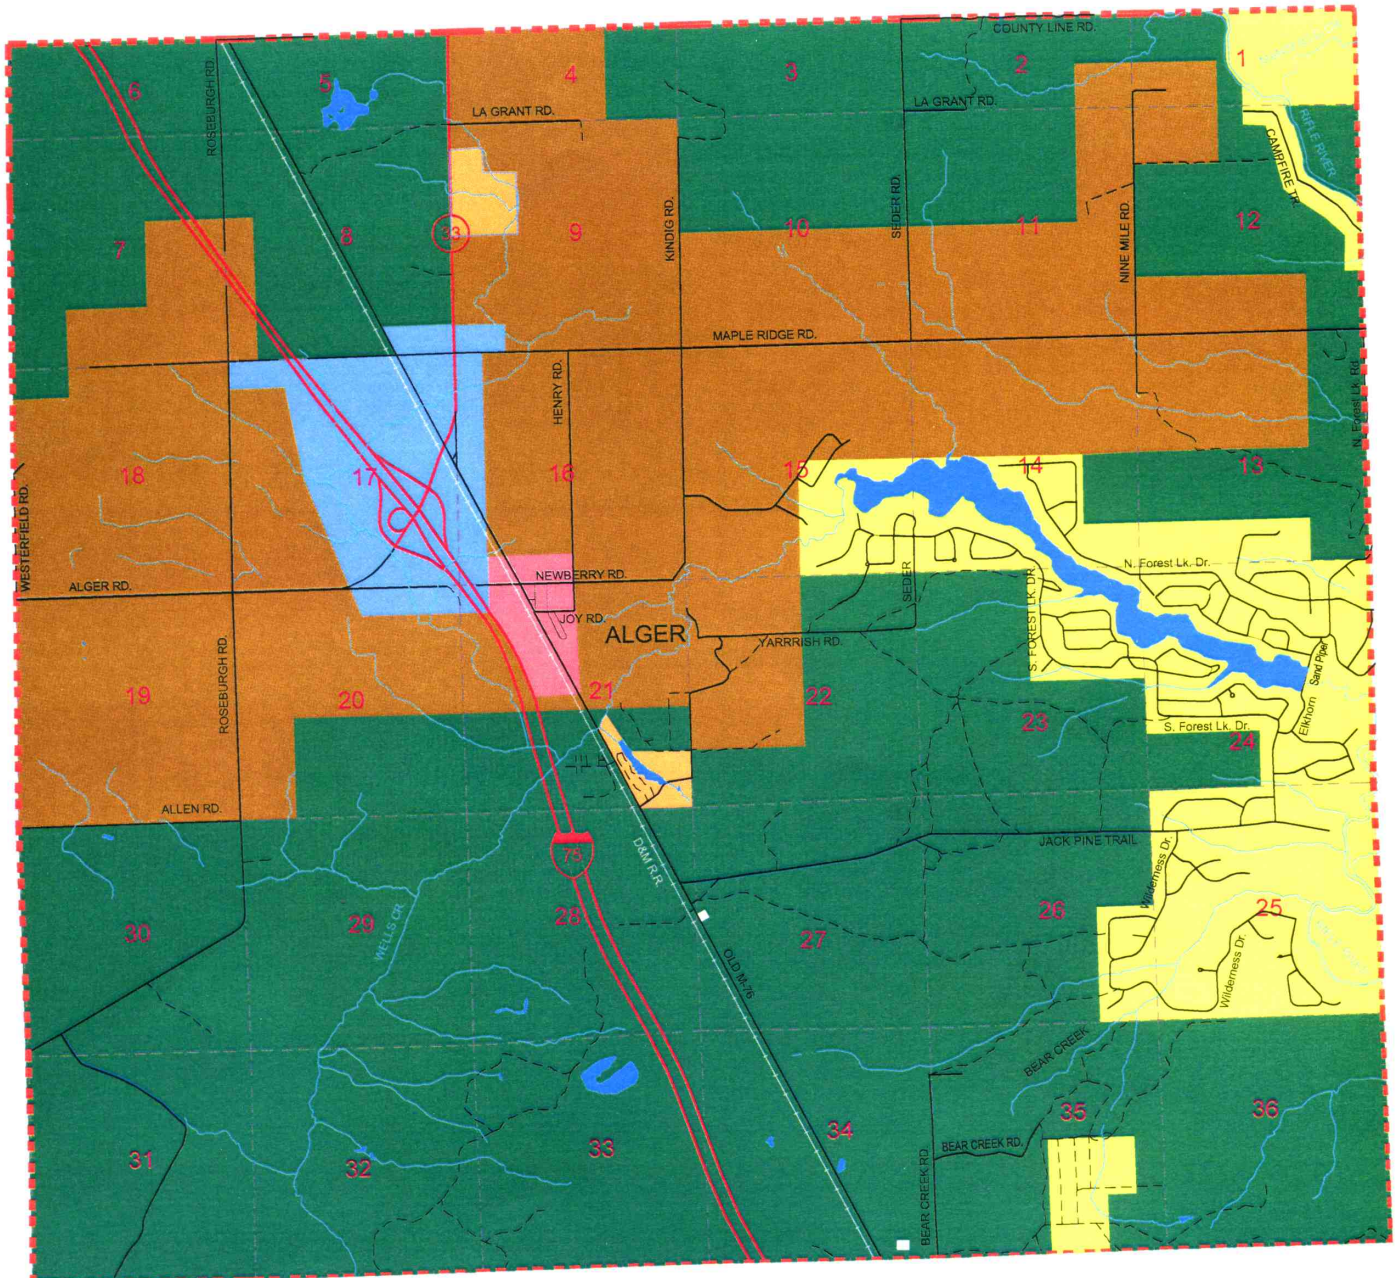 COUNTY LINE RD.
1
2
3
4
5
6
LA GRANT RD.
LA GRANT RD.
ROSEBURGH RD.
RIFLE RIVER
CAMPFIRE TR.
SEDER RD.
KINDIG RD.
NINE MILE RD.
7
8
33
9
10
11
12
MAPLE RIDGE RD.
HENRY RD.
N. Forest Lk. Rd
18
17
16
15
14
13
WESTERFIELD RD.
N. Forest Lk. Dr.
NEWBERRY RD.
ALGER RD.
SEDER
S. FOREST LK. DR.
JOY RD.
ALGER
YARRRISH RD.
ROSEBURGH RD.
Sand Piper
Elkhorn
19
20
21
22
23
S. Forest Lk. Dr.
24
ALLEN RD.
75
D&M R.R.
JACK PINE TRAIL
Wilderness Dr.
30
29
28
27
26
25
WELLS CR
OLD M-76
Wilderness Dr.
BEAR CREEK
31
32
33
34
35
36
BEAR CREEK RD.
BEAR CREEK RD.